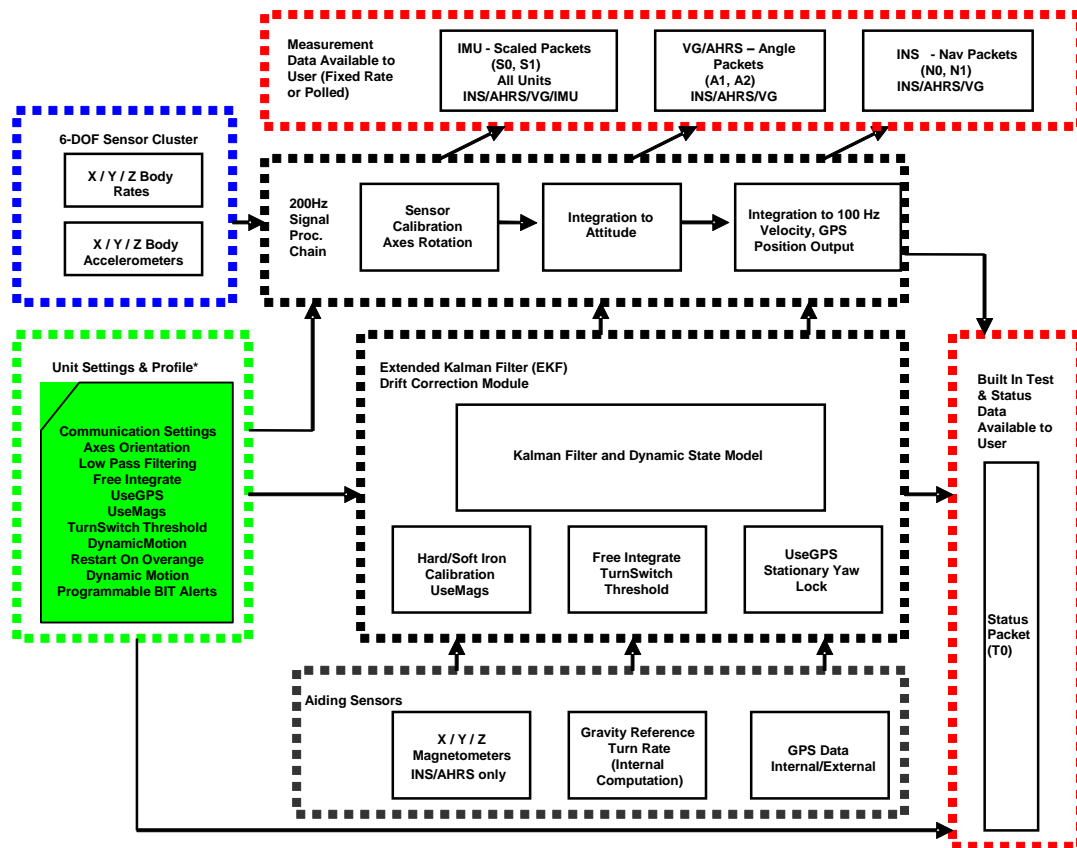 Measurement
Data Available to
User (Fixed Rate
or Polled)
IMU - Scaled Packets
(S0, S1)
All Units
INS/AHRS/VG/IMU
VG/AHRS – Angle
Packets
(A1, A2)
INS/AHRS/VG
INS - Nav Packets
(N0, N1)
INS/AHRS/VG
6-DOF Sensor Cluster
X / Y / Z Body
Rates
X / Y / Z Body
Accelerometers
200Hz
Signal
Proc.
Chain
Sensor
Calibration
Axes Rotation
Integration to
Attitude
Integration to 100 Hz
Velocity, GPS
Position Output
Unit Settings & Profile*
Communication Settings
Axes Orientation
Low Pass Filtering
Free Integrate
UseGPS
UseMags
TurnSwitch Threshold
DynamicMotion
Restart On Overange
Dynamic Motion
Programmable BIT Alerts
Extended Kalman Filter (EKF)
Drift Correction Module
Kalman Filter and Dynamic State Model
Hard/Soft Iron
Calibration
UseMags
Free Integrate
TurnSwitch
Threshold
UseGPS
Stationary Yaw
Lock
Built In Test
& Status
Data
Available to
User
Status
Packet
(T0)
Aiding Sensors
X / Y / Z
Magnetometers
INS/AHRS only
Gravity Reference
Turn Rate
(Internal
Computation)
GPS Data
Internal/External